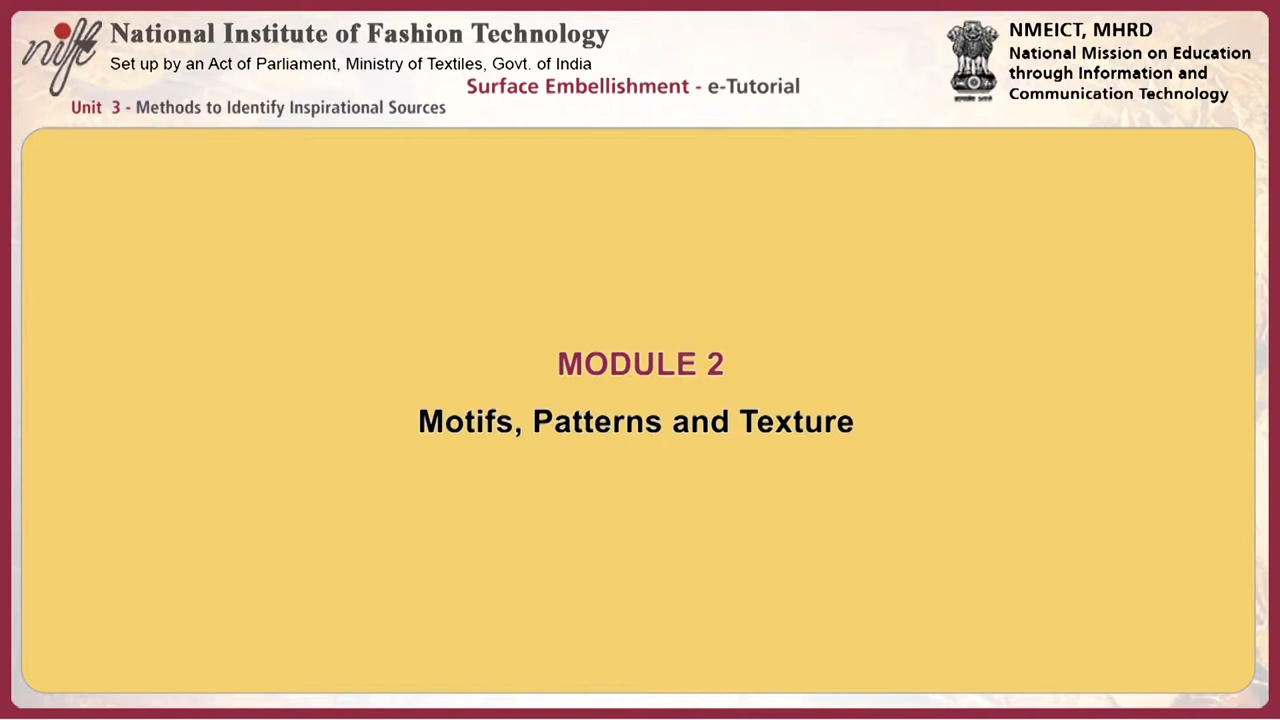 nift
National Institute of Fashion Technology
Set up by an Act of Parliament, Ministry of Textiles, Govt. of India
Surface Embellishment - e-Tutorial
Unit 3 - Methods to Identify Inspirational Sources
NMEICT, MHRD
National Mission on Education
through Information and
Communication Technology
MODULE 2
Motifs, Patterns and Texture